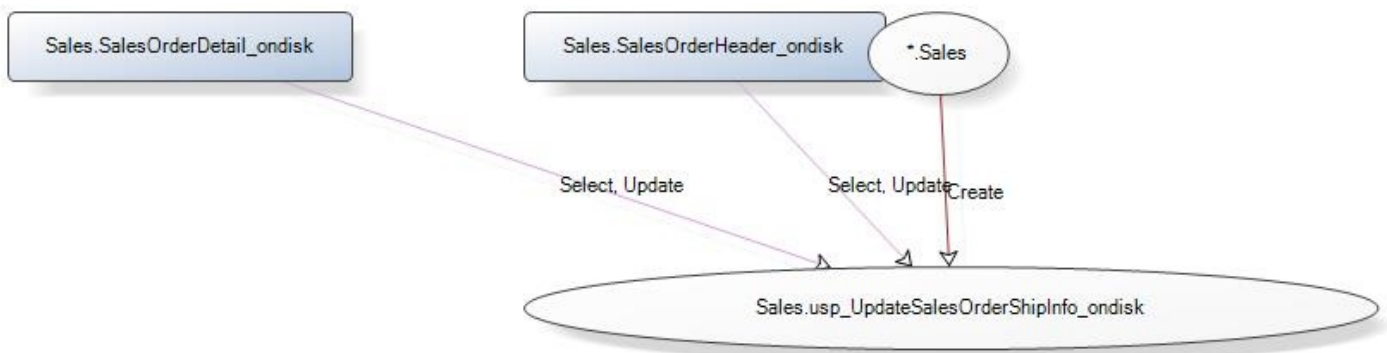 Sales.SalesOrderDetail_ondisk
Sales.SalesOrderHeader_ondisk
*.Sales
Select, Update
Select, Update
Create
Sales.usp_UpdateSalesOrderShipInfo_ondisk